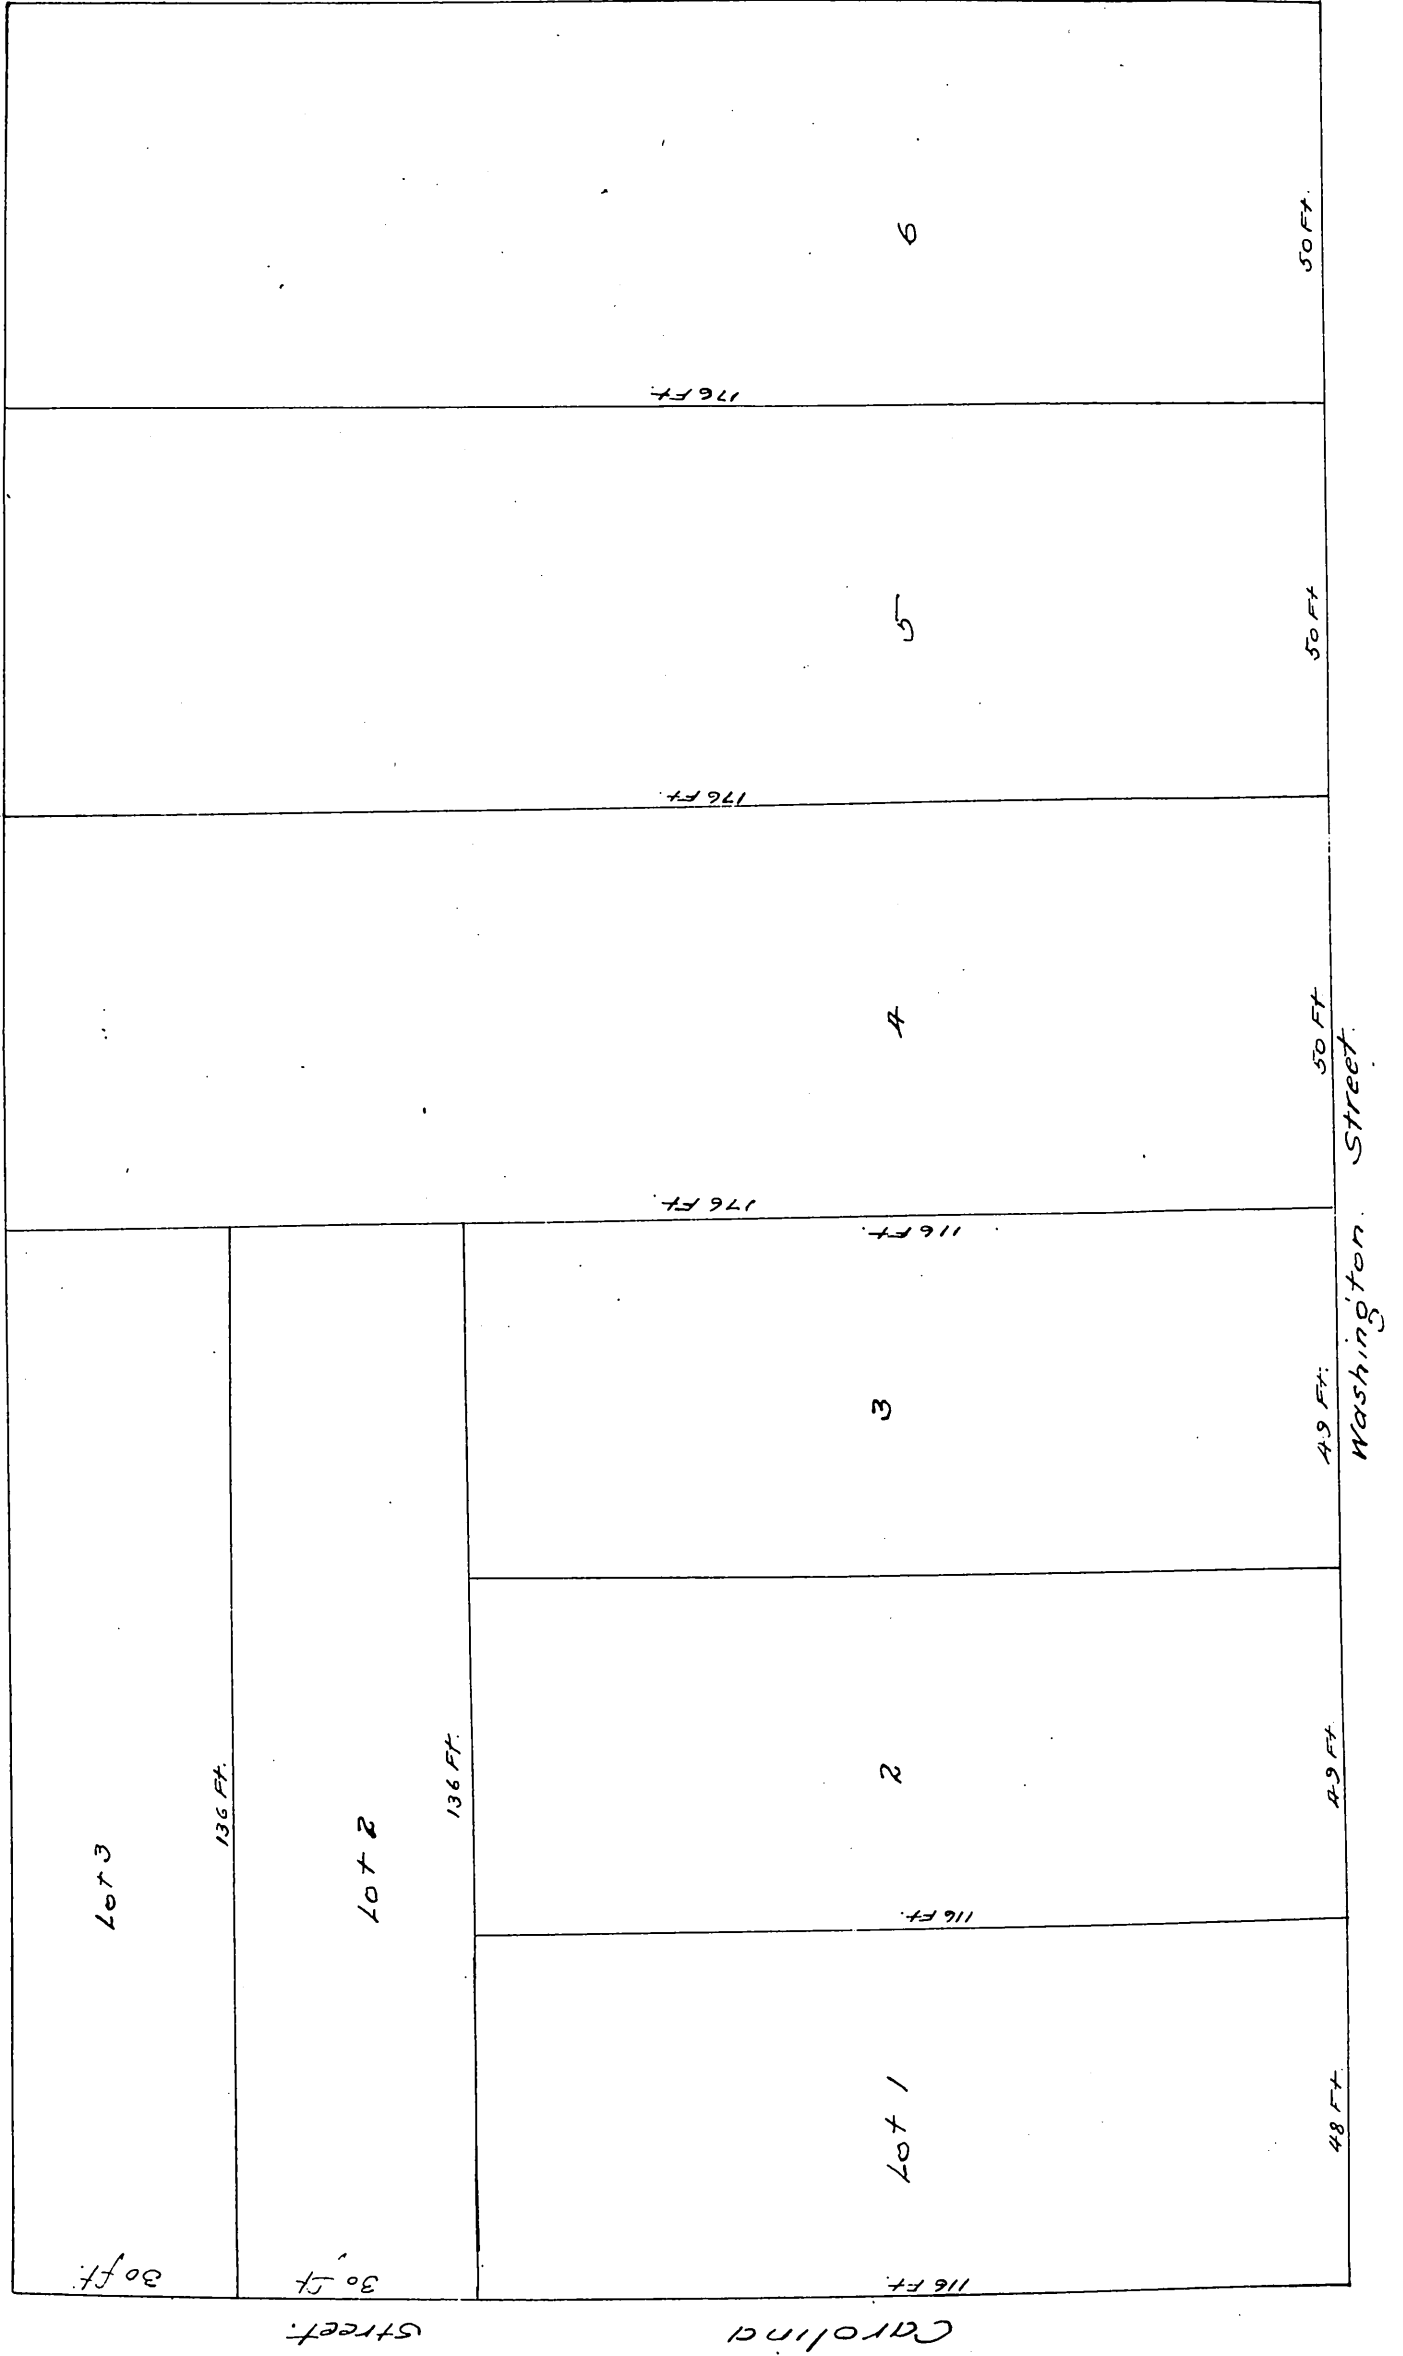 6
50 Ft.
176 Ft.
5
50 Ft
176 Ft.
4
50 Ft
176 Ft.
116 Ft.
3
49 Ft.
Washington Street.
Lot 3
136 Ft.
Lot 2
136 Ft.
2
49 Ft
116 Ft.
Lot 1
48 Ft
30 ft.
30 ft
116 Ft.
Carolina Street.